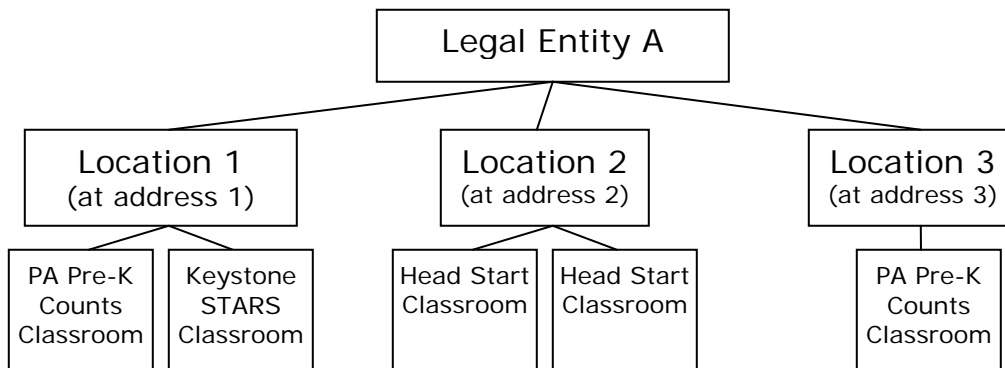 Legal Entity A
Location 1
(at address 1)
Location 2
(at address 2)
Location 3
(at address 3)
PA Pre-K
Counts
Classroom
Keystone
STARS
Classroom
Head Start
Classroom
Head Start
Classroom
PA Pre-K
Counts
Classroom